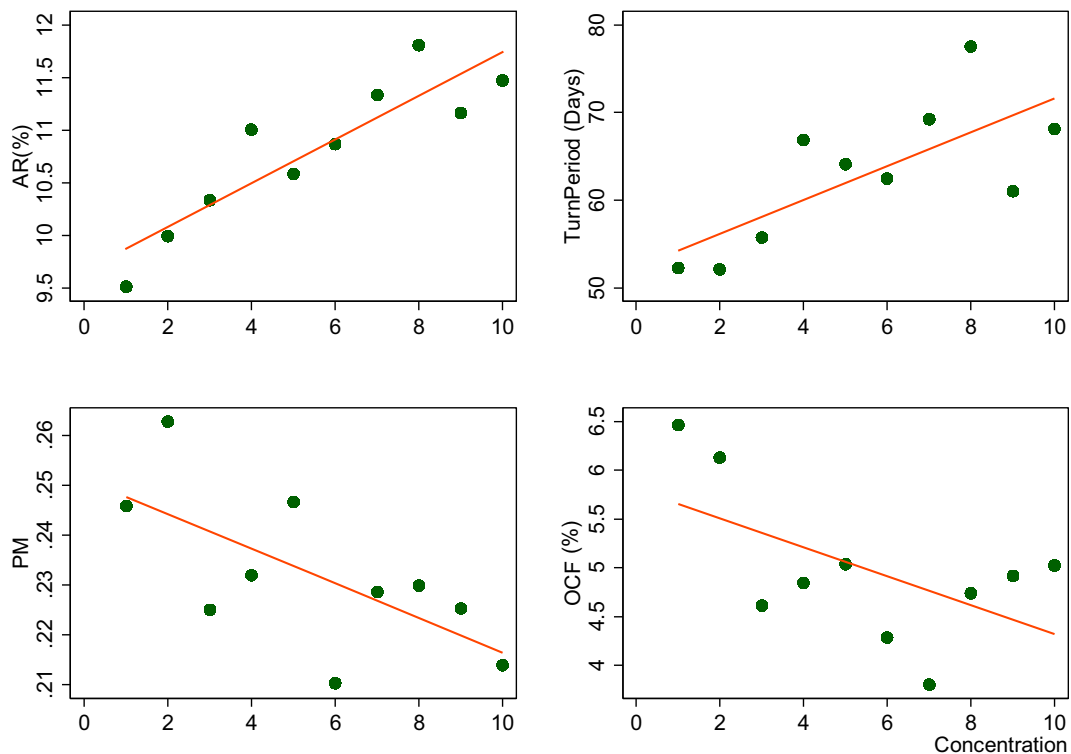 AR(%)
9.5 10 10.5 11 11.5 12
0 2 4 6 8 10
TurnPeriod (Days)
50 60 70 80
0 2 4 6 8 10
PM
.21 .22 .23 .24 .25 .26
0 2 4 6 8 10
OCF (%)
4 4.5 5 5.5 6 6.5
0 2 4 6 8 10
Concentration